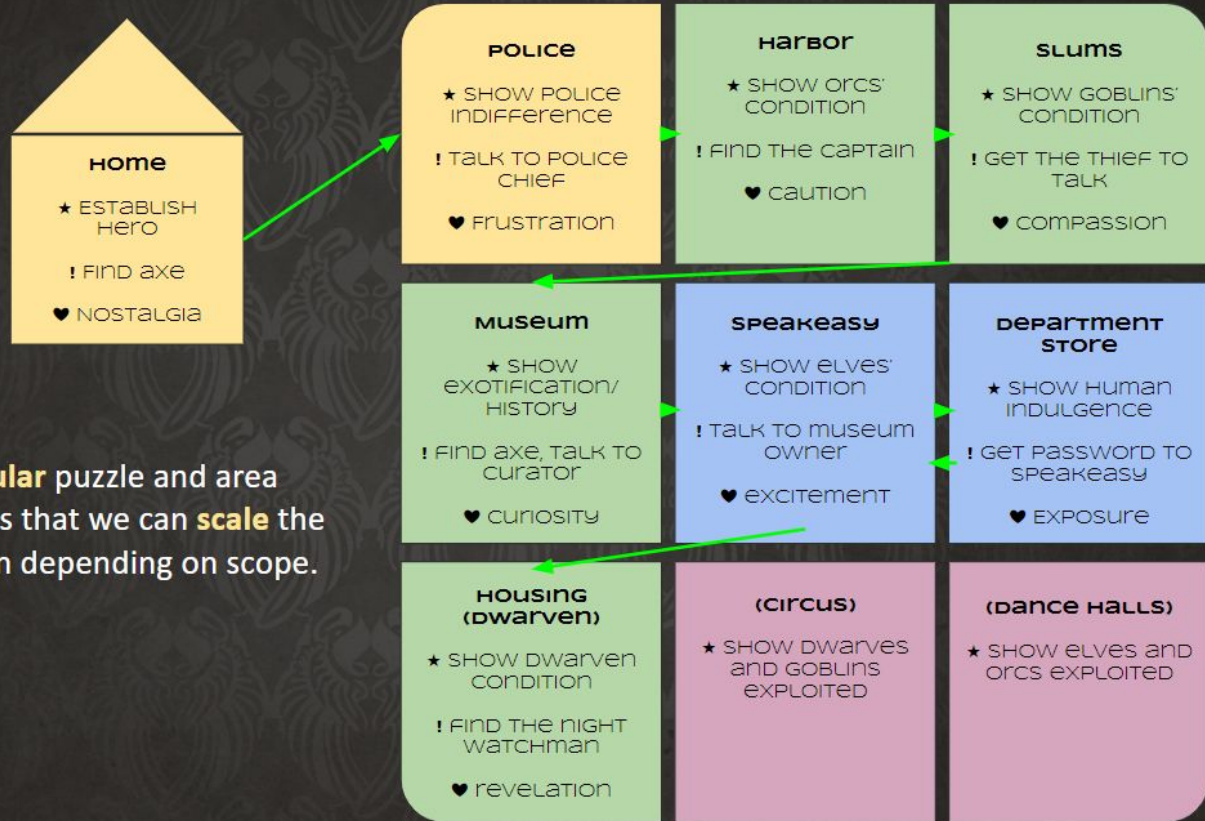 Home
★ Establish
Hero
! Find axe
♥ Nostalgia
ular puzzle and area
s that we can scale the
n depending on scope.
Police
★ Show police
indifference
! Talk to police
chief
♥ Frustration
Harbor
★ Show orcs'
condition
! Find the captain
♥ Caution
Slums
★ Show goblins'
condition
! Get the thief to
talk
♥ Compassion
Museum
★ Show
exotification/
history
! Find axe, talk to
curator
♥ Curiosity
Speakeasy
★ Show elves'
condition
! Talk to museum
owner
♥ Excitement
Department
Store
★ Show human
indulgence
! Get password to
speakeasy
♥ Exposure
Housing
(Dwarven)
★ Show dwarven
condition
! Find the night
watchman
♥ Revelation
(Circus)
★ Show dwarves
and goblins
exploited
(Dance Halls)
★ Show elves and
orcs exploited